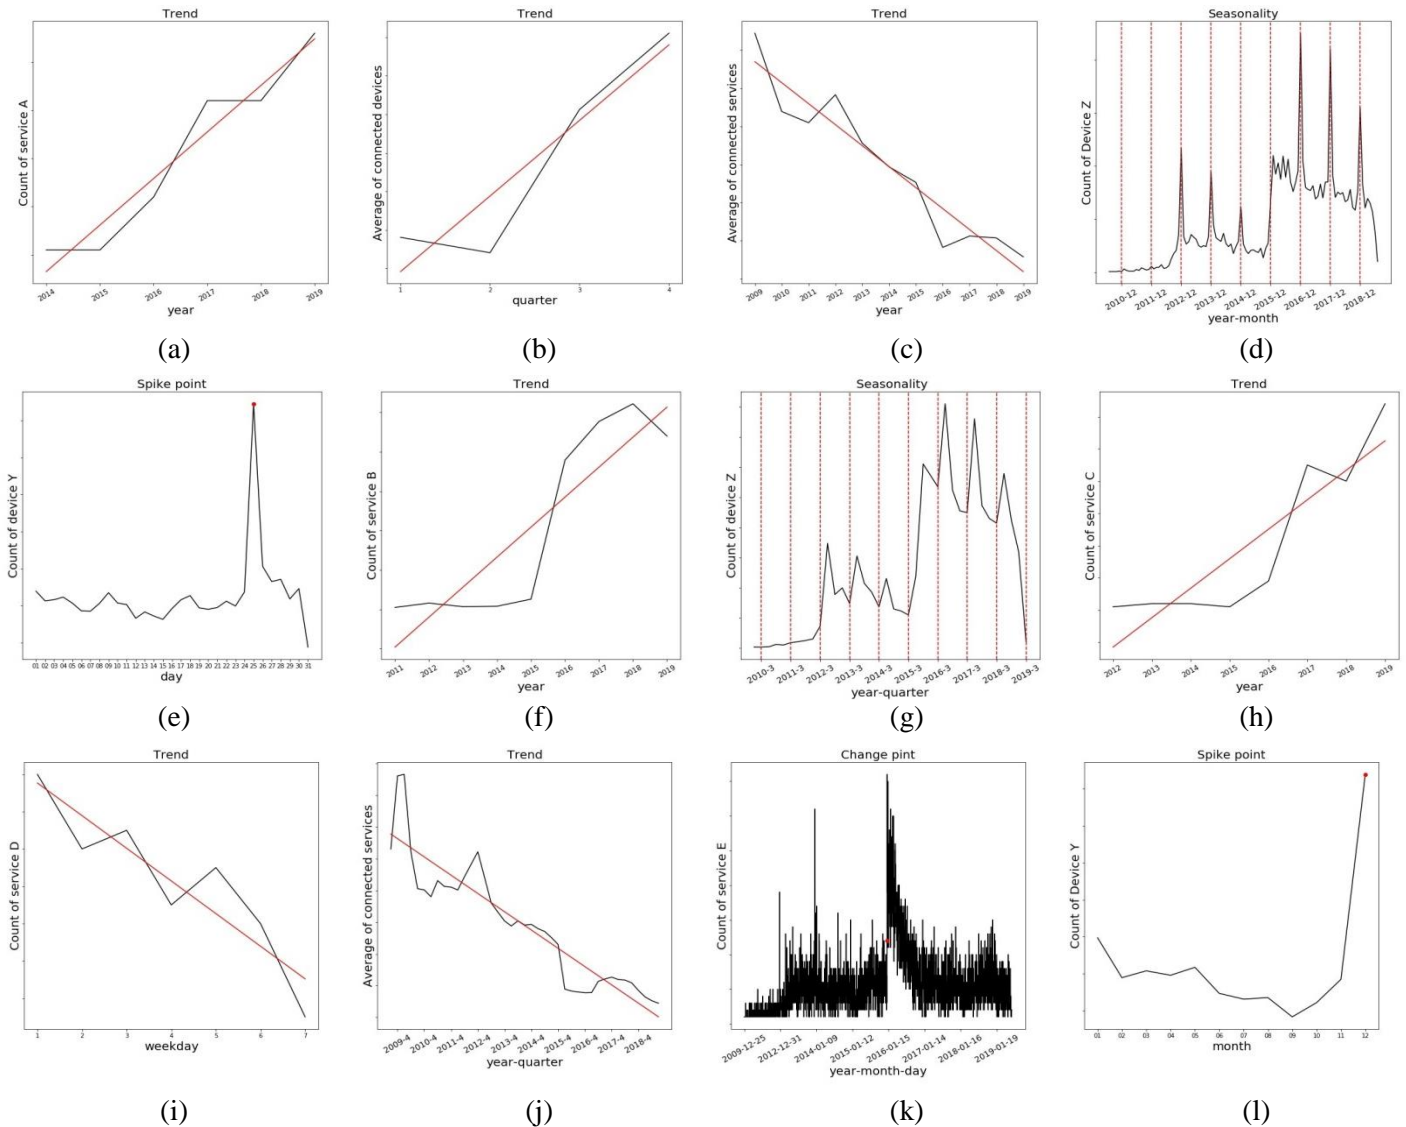 Trend
Count of service A
2014 2015 2016 2017 2018 2019
year
(a)
Trend
Average of connected devices
1 2 3 4
quarter
(b)
Trend
Average of connected services
2009 2010 2011 2012 2013 2014 2015 2016 2017 2018 2019
year
(c)
Seasonality
Count of Device Z
2010-12 2011-12 2012-12 2013-12 2014-12 2015-12 2016-12 2017-12 2018-12
year-month
(d)
Spike point
Count of device Y
01 02 03 04 05 06 07 08 09 10 11 12 13 14 15 16 17 18 19 20 21 22 23 24 25 26 27 28 29 30 31
day
(e)
Trend
Count of service B
2011 2012 2013 2014 2015 2016 2017 2018 2019
year
(f)
Seasonality
Count of device Z
2010-3 2011-3 2012-3 2013-3 2014-3 2015-3 2016-3 2017-3 2018-3 2019-3
year-quarter
(g)
Trend
Count of service C
2012 2013 2014 2015 2016 2017 2018 2019
year
(h)
Trend
Count of service D
1 2 3 4 5 6 7
weekday
(i)
Trend
Average of connected services
2009-4 2010-4 2011-4 2012-4 2013-4 2014-4 2015-4 2016-4 2017-4 2018-4
year-quarter
(j)
Change pint
Count of service E
2009-12-25 2012-12-31 2014-01-09 2015-01-12 2016-01-15 2017-01-14 2018-01-16 2019-01-19
year-month-day
(k)
Spike point
Count of Device Y
01 02 03 04 05 06 07 08 09 10 11 12
month
(l)